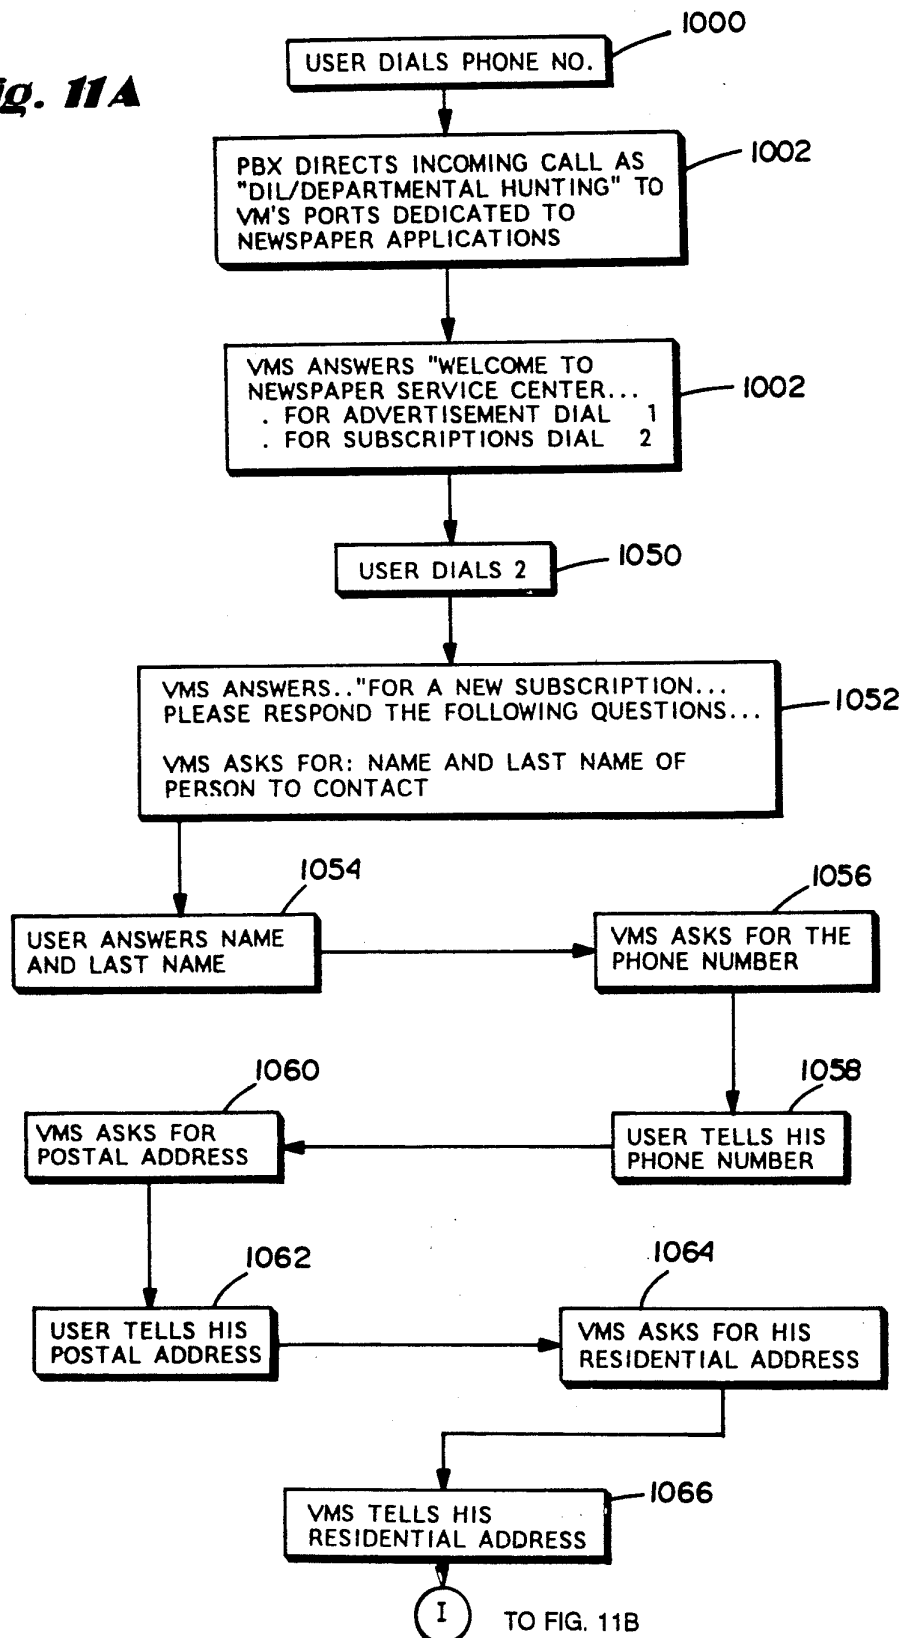 ig. 11A
1000
USER DIALS PHONE NO.
1002
PBX DIRECTS INCOMING CALL AS
"DIL/DEPARTMENTAL HUNTING" TO
VM'S PORTS DEDICATED TO
NEWSPAPER APPLICATIONS
1002
VMS ANSWERS "WELCOME TO
NEWSPAPER SERVICE CENTER...
. FOR ADVERTISEMENT DIAL 1
. FOR SUBSCRIPTIONS DIAL 2
1050
USER DIALS 2
1052
VMS ANSWERS.."FOR A NEW SUBSCRIPTION...
PLEASE RESPOND THE FOLLOWING QUESTIONS...
VMS ASKS FOR: NAME AND LAST NAME OF
PERSON TO CONTACT
1054
USER ANSWERS NAME
AND LAST NAME
1056
VMS ASKS FOR THE
PHONE NUMBER
1058
USER TELLS HIS
PHONE NUMBER
1060
VMS ASKS FOR
POSTAL ADDRESS
1062
USER TELLS HIS
POSTAL ADDRESS
1064
VMS ASKS FOR HIS
RESIDENTIAL ADDRESS
1066
VMS TELLS HIS
RESIDENTIAL ADDRESS
I
TO FIG. 11B